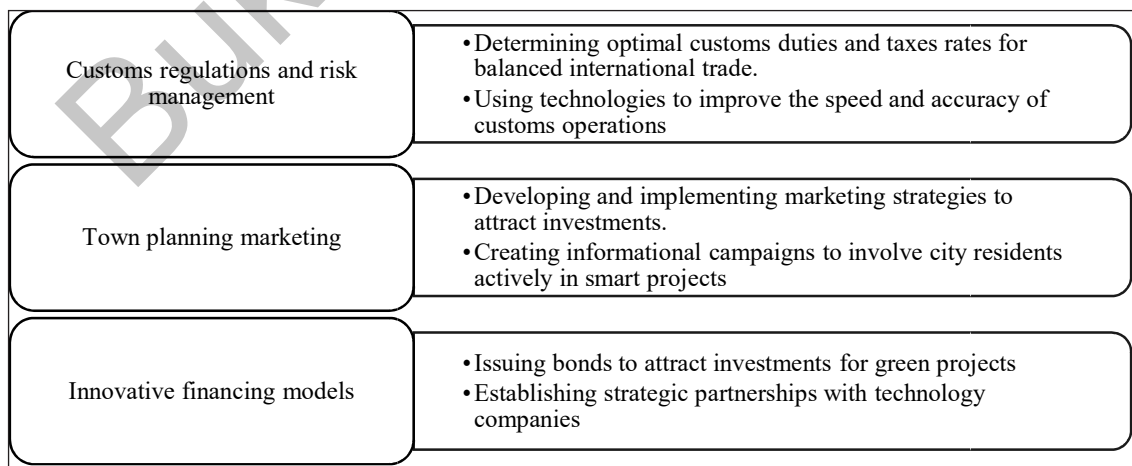 Customs regulations and risk
management
•Determining optimal customs duties and taxes rates for
balanced international trade.
•Using technologies to improve the speed and accuracy of
customs operations
Town planning marketing
•Developing and implementing marketing strategies to
attract investments.
•Creating informational campaigns to involve city residents
actively in smart projects
Innovative financing models
•Issuing bonds to attract investments for green projects
•Establishing strategic partnerships with technology
companies